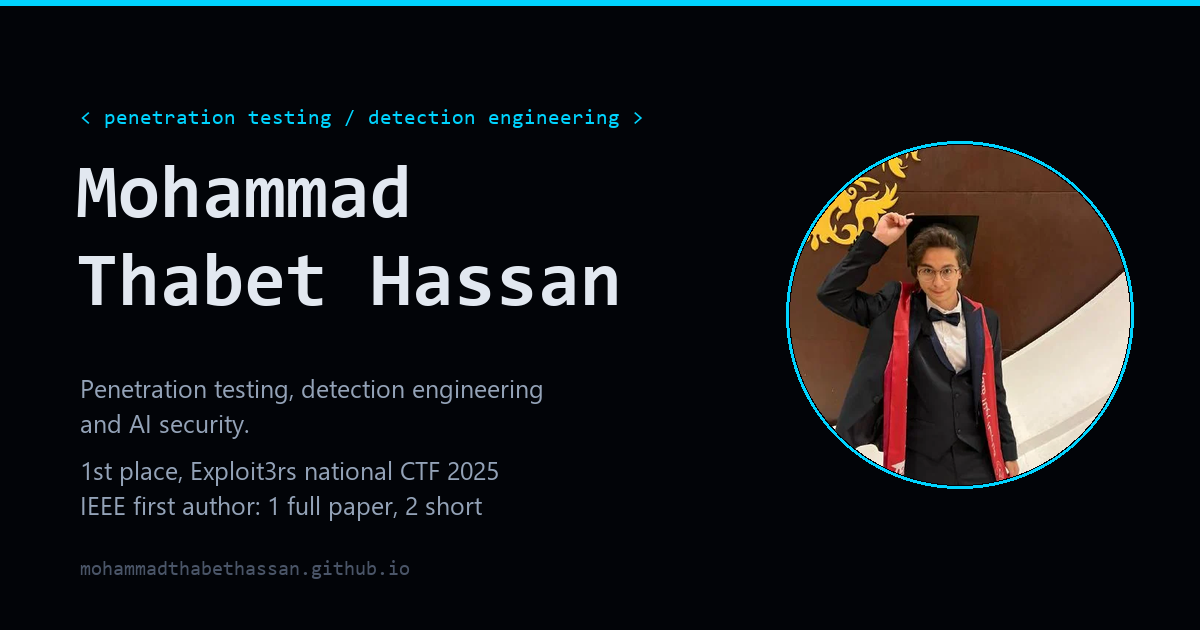 < penetration testing / detection engineering >
Mohammad
Thabet Hassan
Penetration testing, detection engineering
and AI security.
1st place, Exploit3rs national CTF 2025
IEEE first author: 1 full paper, 2 short
mohammadthabethassan.github.io